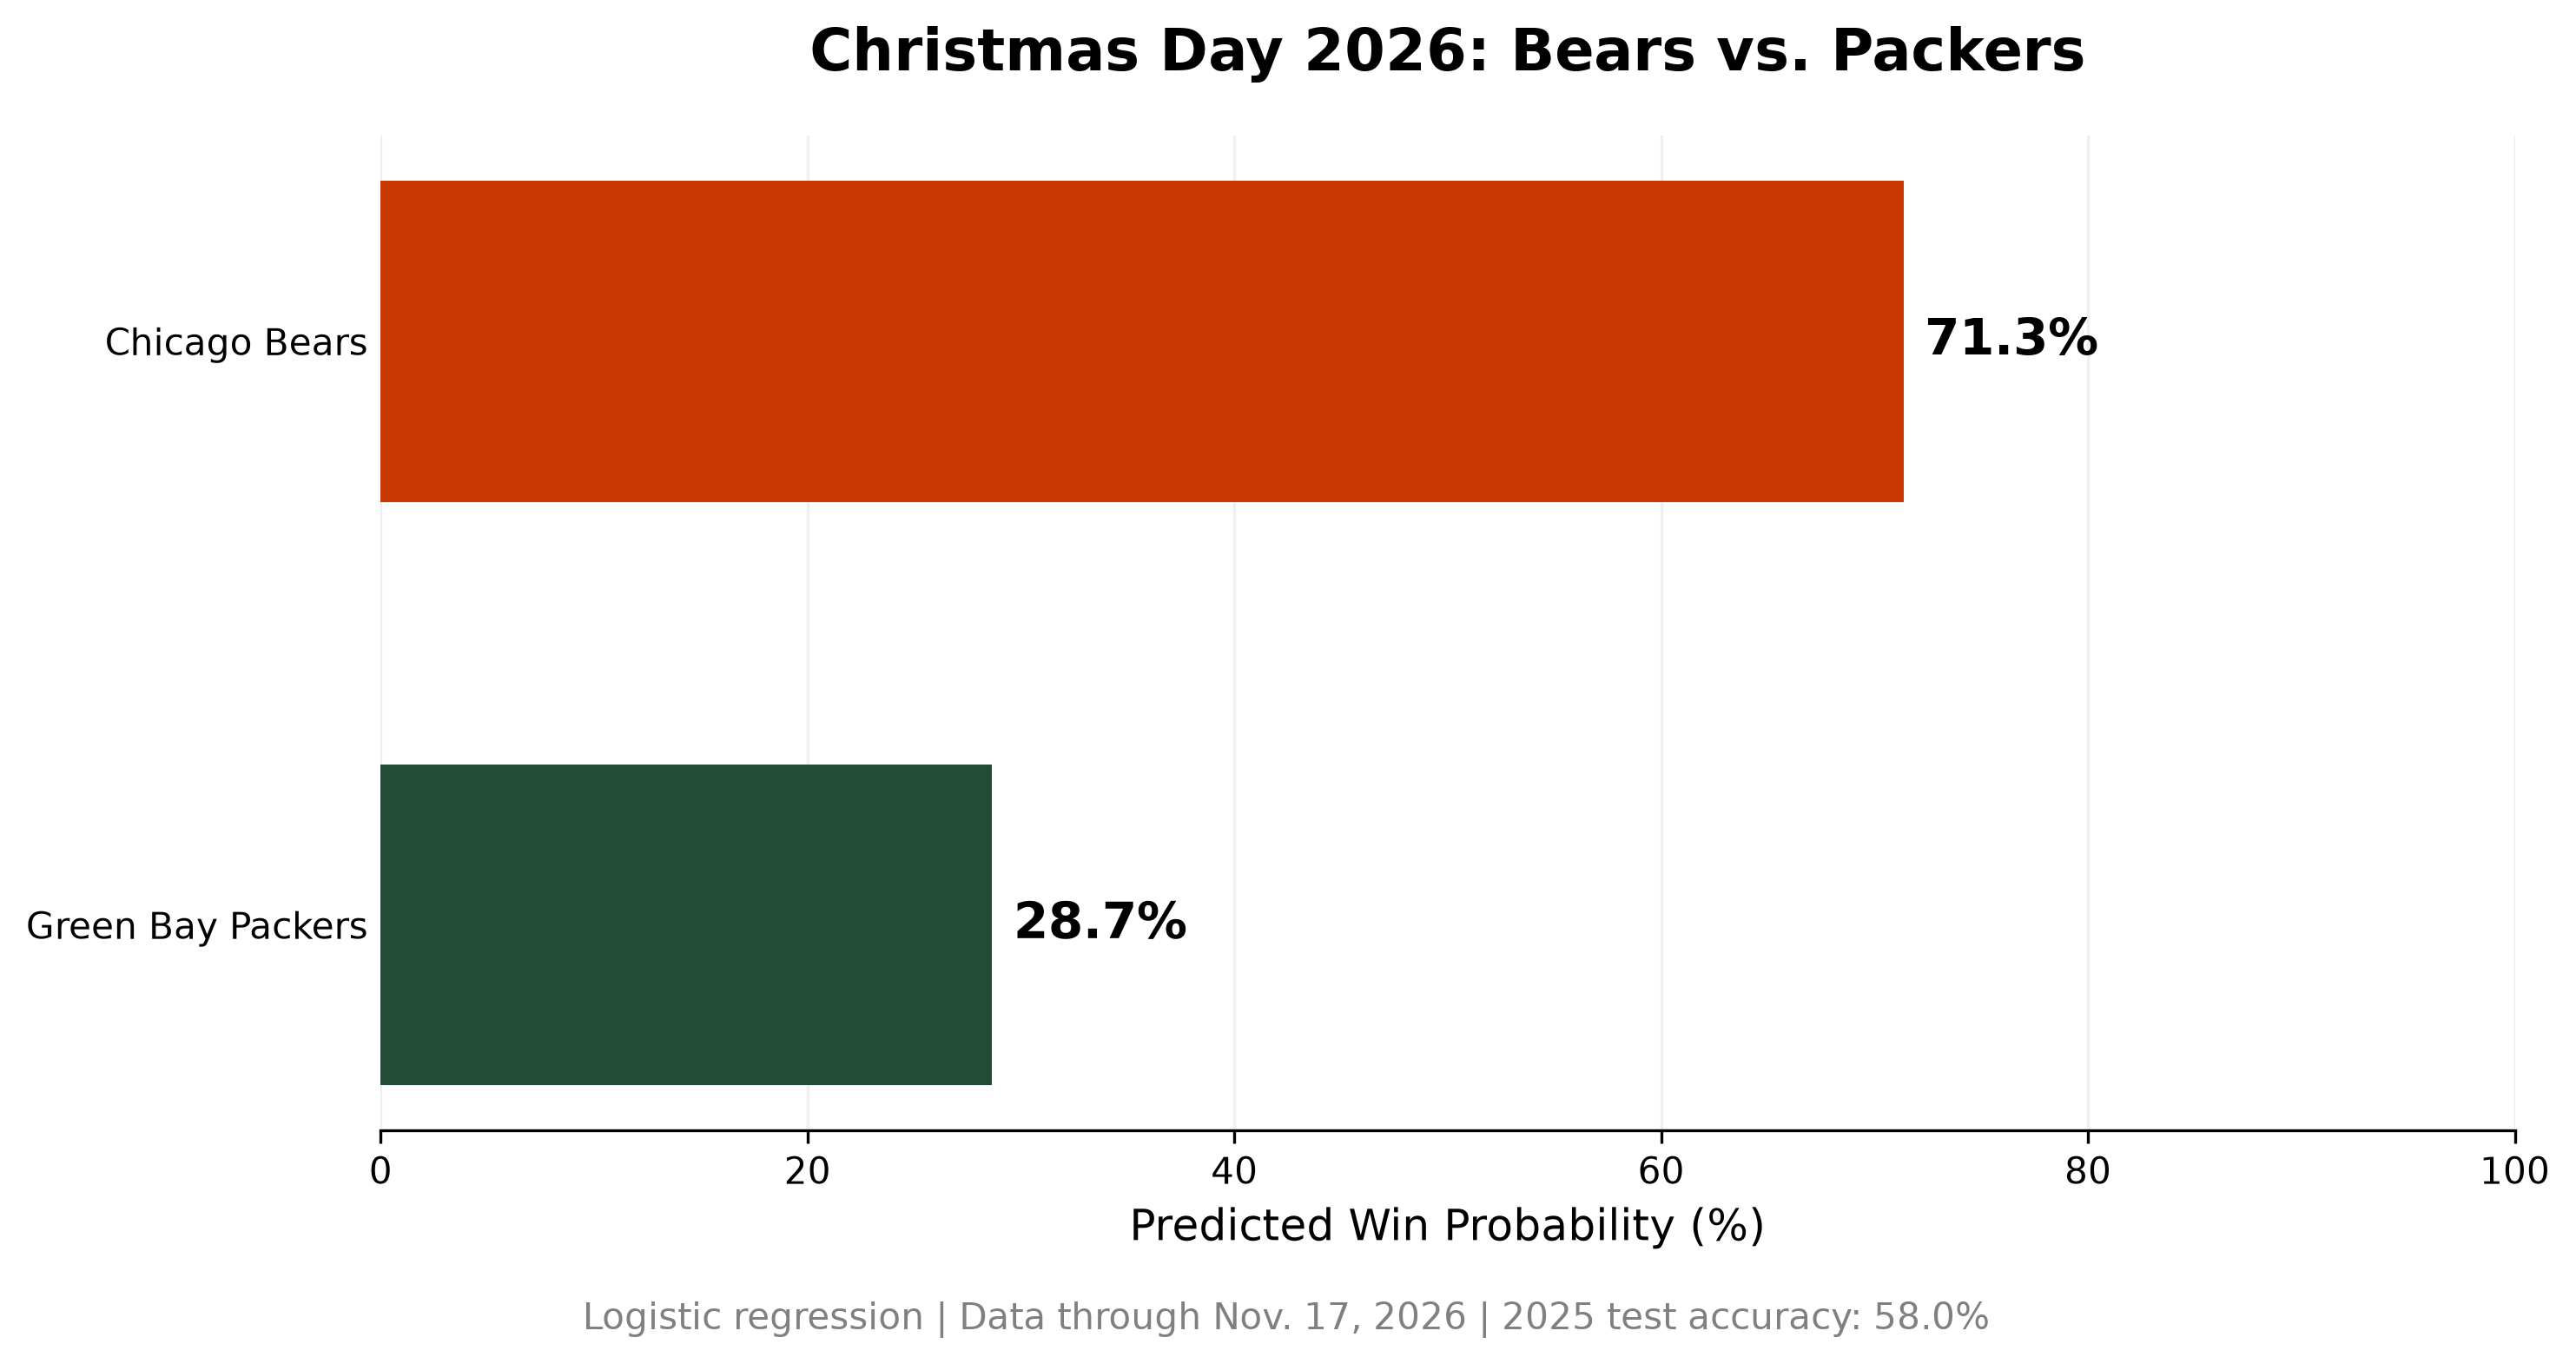 Christmas Day 2026: Bears vs. Packers
Chicago Bears
71.3%
Green Bay Packers
28.7%
0 20 40 60 80 100
Predicted Win Probability (%)
Logistic regression | Data through Nov. 17, 2026 | 2025 test accuracy: 58.0%